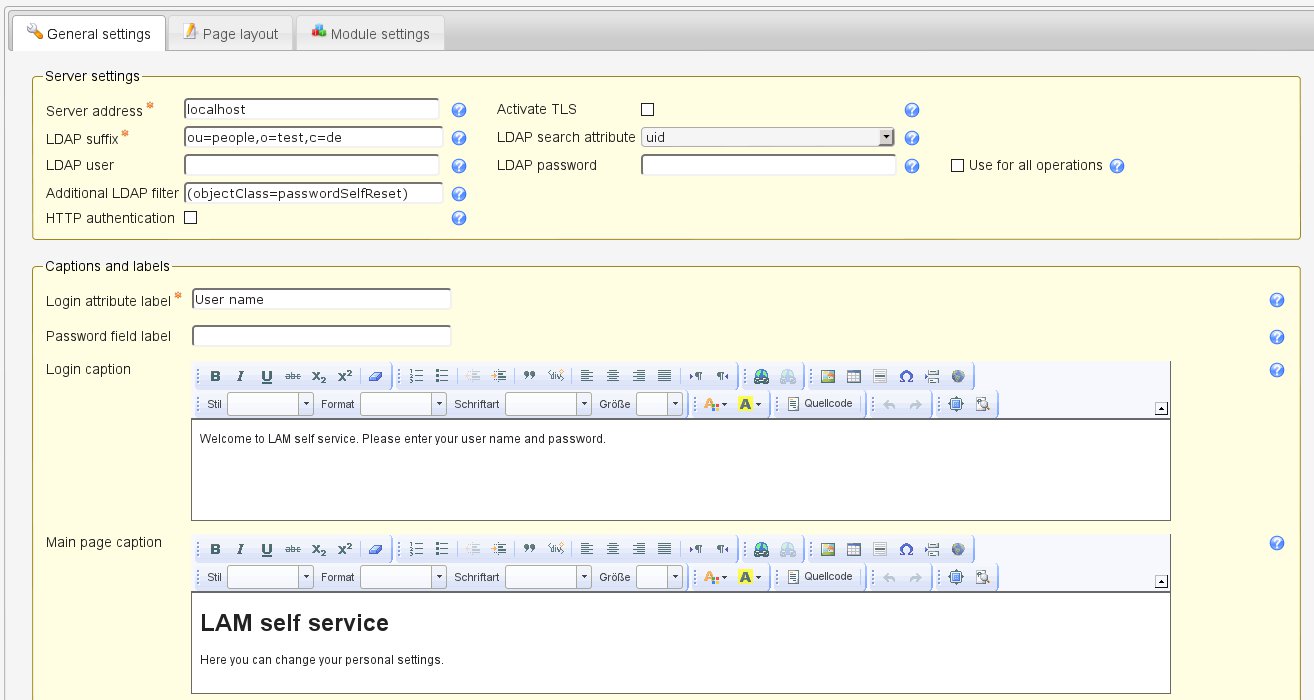 General settings Page layout Module settings
Server settings
Server address * localhost Activate TLS
LDAP suffix * ou=people,o=test,c=de LDAP search attribute uid
LDAP user LDAP password Use for all operations
Additional LDAP filter (objectClass=passwordSelfReset)
HTTP authentication
Captions and labels
Login attribute label * User name
Password field label
Login caption
B I U abc X2 X2
Stil Format Schriftart Größe A A Quellcode
Welcome to LAM self service. Please enter your user name and password.
Main page caption
B I U abc X2 X2
Stil Format Schriftart Größe A A Quellcode
LAM self service
Here you can change your personal settings.